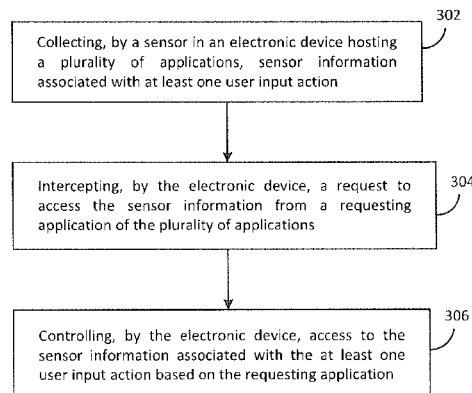 302
Collecting, by a sensor in an electronic device hosting
a plurality of applications, sensor information
associated with at least one user input action
304
Intercepting, by the electronic device, a request to
access the sensor information from a requesting
application of the plurality of applications
306
Controlling, by the electronic device, access to the
sensor information associated with the at least one
user input action based on the requesting application